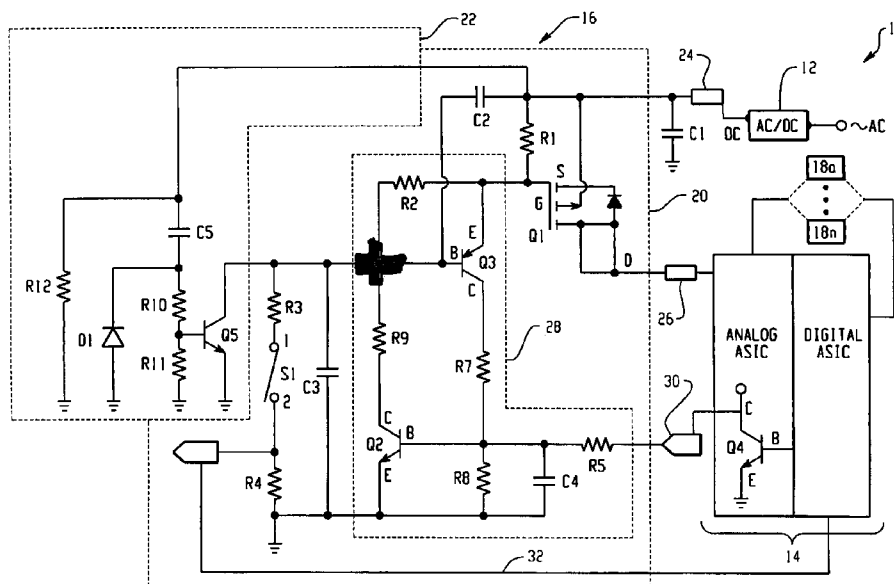 22
16
24
12
1
C2
DC
AC/DC
~AC
R1
C1
S
18a
18n
R2
G
20
Q1
C5
E
B
Q3
C
D
R12
R3
26
R10
Q5
R9
28
D1
1
ANALOG
ASIC
DIGITAL
ASIC
R11
S1
C3
R7
30
2
C
B
Q2
E
R8
C4
R5
C
Q4
B
E
R4
14
32